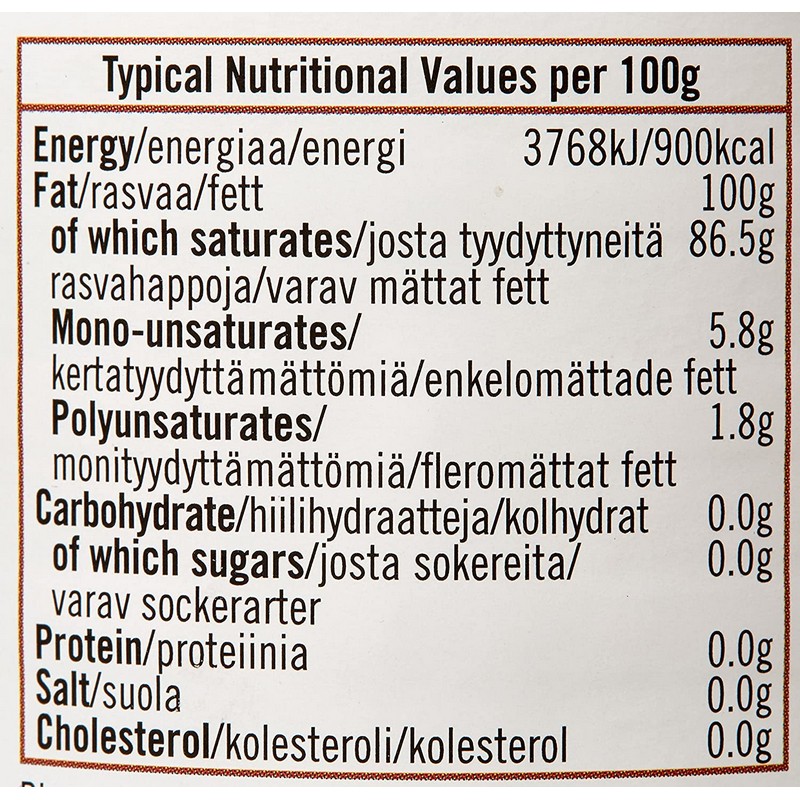 Typical Nutritional Values per 100g
Energy/energiaa/energi 3768kJ/900kcal
Fat/rasvaa/fett 100g
of which saturates/josta tyydyttyneitä 86.5g
rasvahappoja/varav mättat fett
Mono-unsaturates/ 5.8g
kertatyydyttämättömiä/enkelomättade fett
Polyunsaturates/ 1.8g
monityydyttämättömiä/fleromättat fett
Carbohydrate/hiilihydraatteja/kolhydrat 0.0g
of which sugars/josta sokereita/ 0.0g
varav sockerarter
Protein/proteiinia 0.0g
Salt/suola 0.0g
Cholesterol/kolesteroli/kolesterol 0.0g